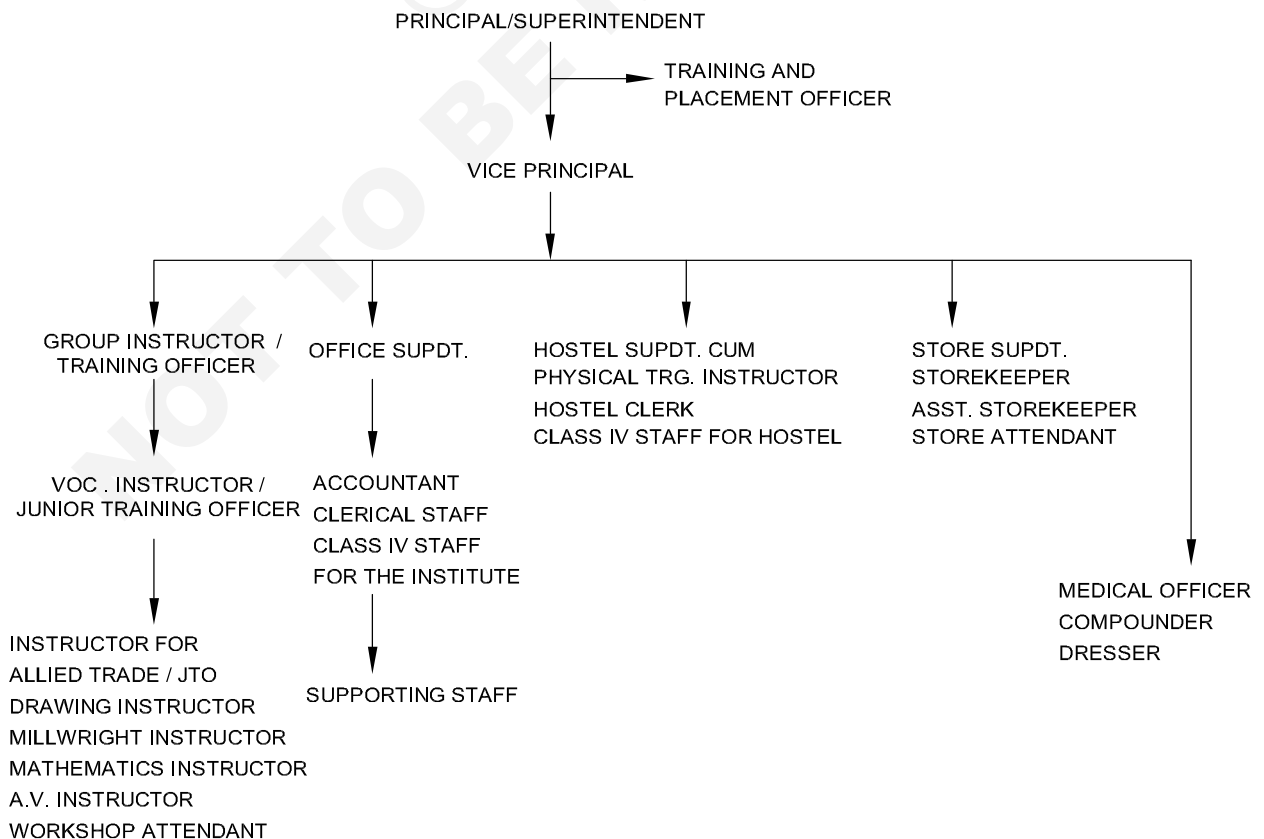 PRINCIPAL/SUPERINTENDENT
TRAINING AND
PLACEMENT OFFICER
VICE PRINCIPAL
GROUP INSTRUCTOR /
TRAINING OFFICER
VOC . INSTRUCTOR /
JUNIOR TRAINING OFFICER
INSTRUCTOR FOR
ALLIED TRADE / JTO
DRAWING INSTRUCTOR
MILLWRIGHT INSTRUCTOR
MATHEMATICS INSTRUCTOR
A.V. INSTRUCTOR
WORKSHOP ATTENDANT
OFFICE SUPDT.
ACCOUNTANT
CLERICAL STAFF
CLASS IV STAFF
FOR THE INSTITUTE
SUPPORTING STAFF
HOSTEL SUPDT. CUM
PHYSICAL TRG. INSTRUCTOR
HOSTEL CLERK
CLASS IV STAFF FOR HOSTEL
STORE SUPDT.
STOREKEEPER
ASST. STOREKEEPER
STORE ATTENDANT
MEDICAL OFFICER
COMPOUNDER
DRESSER
NOT TO BE